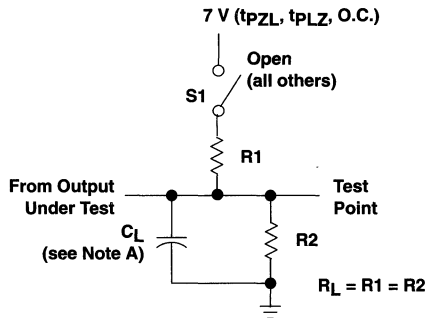 7 V (tPZL, tPLZ, O.C.)
Open
(all others)
S1
R1
From Output
Under Test
Test
Point
CL
(see Note A)
R2
RL = R1 = R2